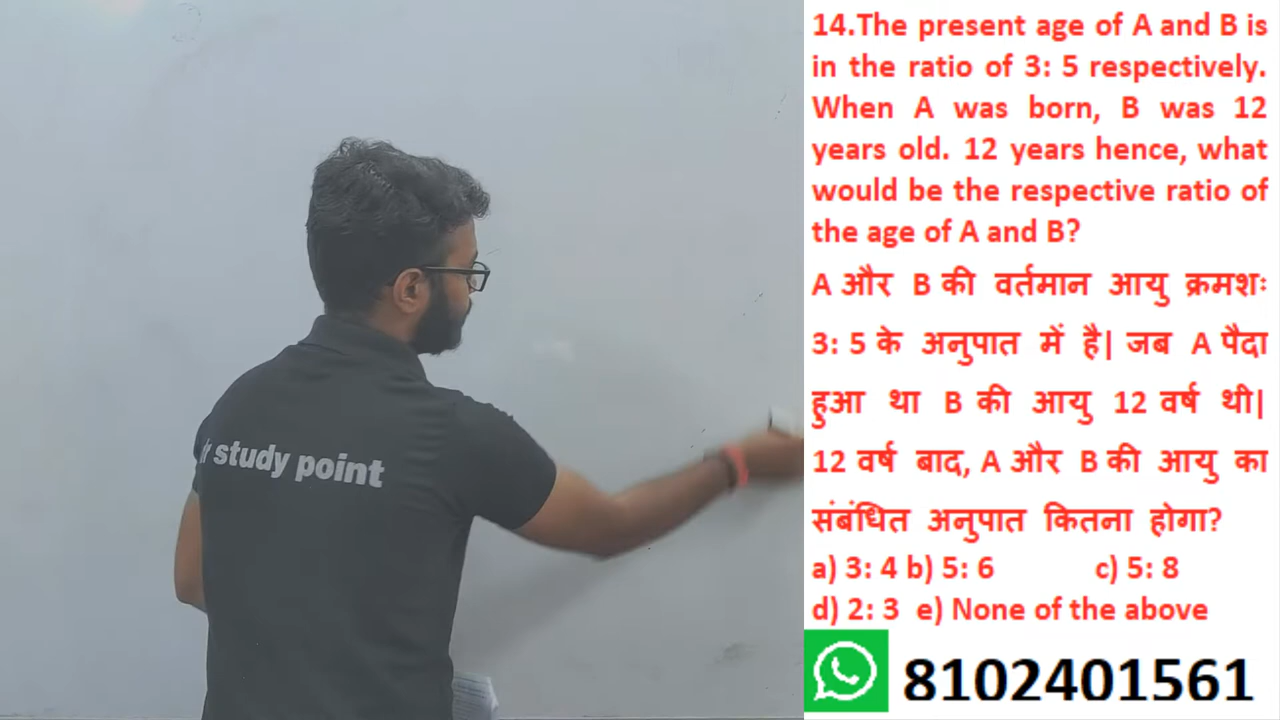 14.The present age of A and B is
in the ratio of 3: 5 respectively.
When A was born, B was 12
years old. 12 years hence, what
would be the respective ratio of
the age of A and B?
A और B की वर्तमान आयु क्रमशः
3: 5 के अनुपात में है| जब A पैदा
हुआ था B की आयु 12 वर्ष थी|
12 वर्ष बाद, A और B की आयु का
संबंधित अनुपात कितना होगा?
a) 3: 4 b) 5: 6 c) 5: 8
d) 2: 3 e) None of the above
8102401561
study point